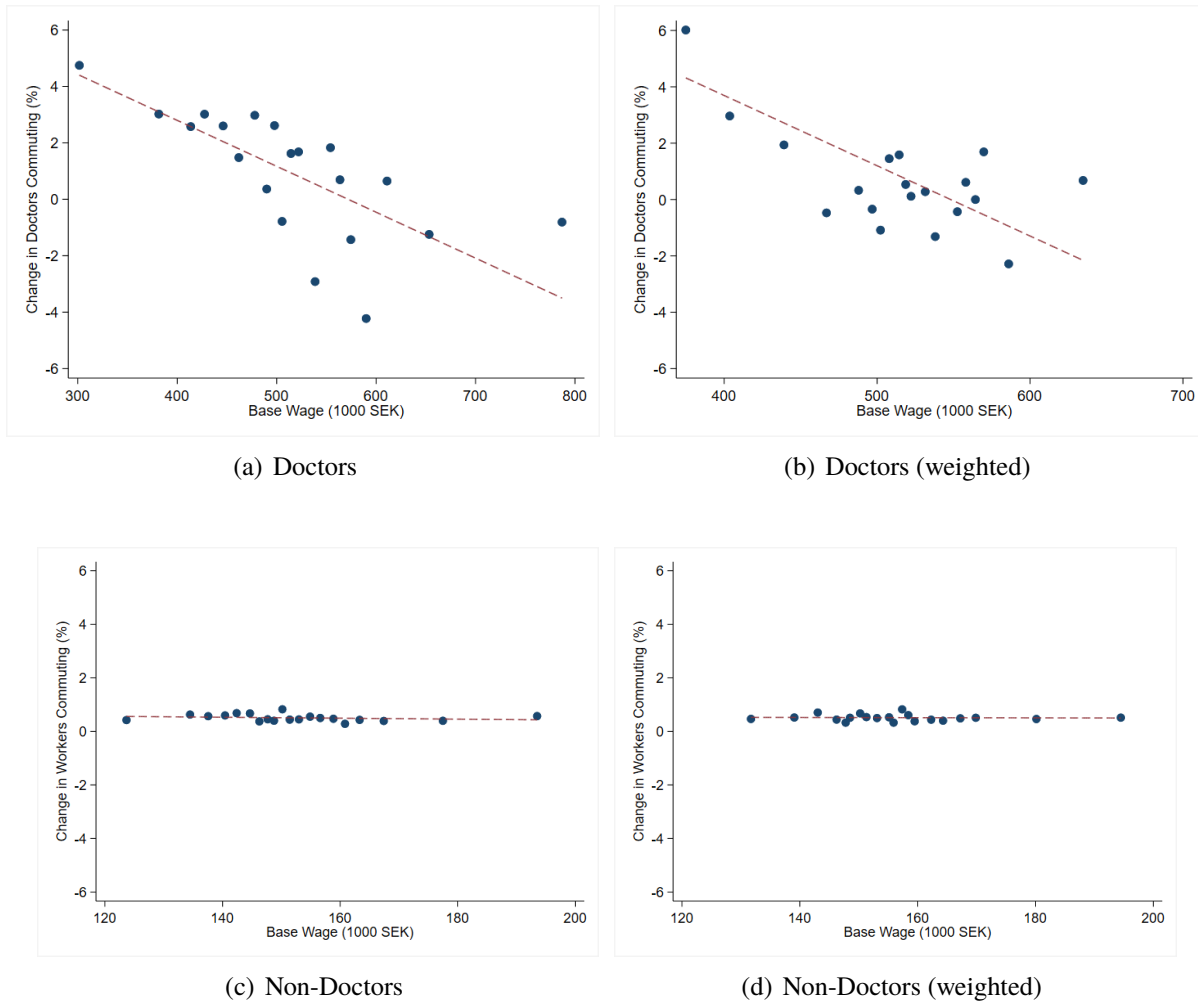 Change in Doctors Commuting (%)
6
4
2
0
-2
-4
-6
300 400 500 600 700 800
Base Wage (1000 SEK)
(a) Doctors
Change in Doctors Commuting (%)
6
4
2
0
-2
-4
-6
400 500 600 700
Base Wage (1000 SEK)
(b) Doctors (weighted)
Change in Workers Commuting (%)
6
4
2
0
-2
-4
-6
120 140 160 180 200
Base Wage (1000 SEK)
(c) Non-Doctors
Change in Workers Commuting (%)
6
4
2
0
-2
-4
-6
120 140 160 180 200
Base Wage (1000 SEK)
(d) Non-Doctors (weighted)